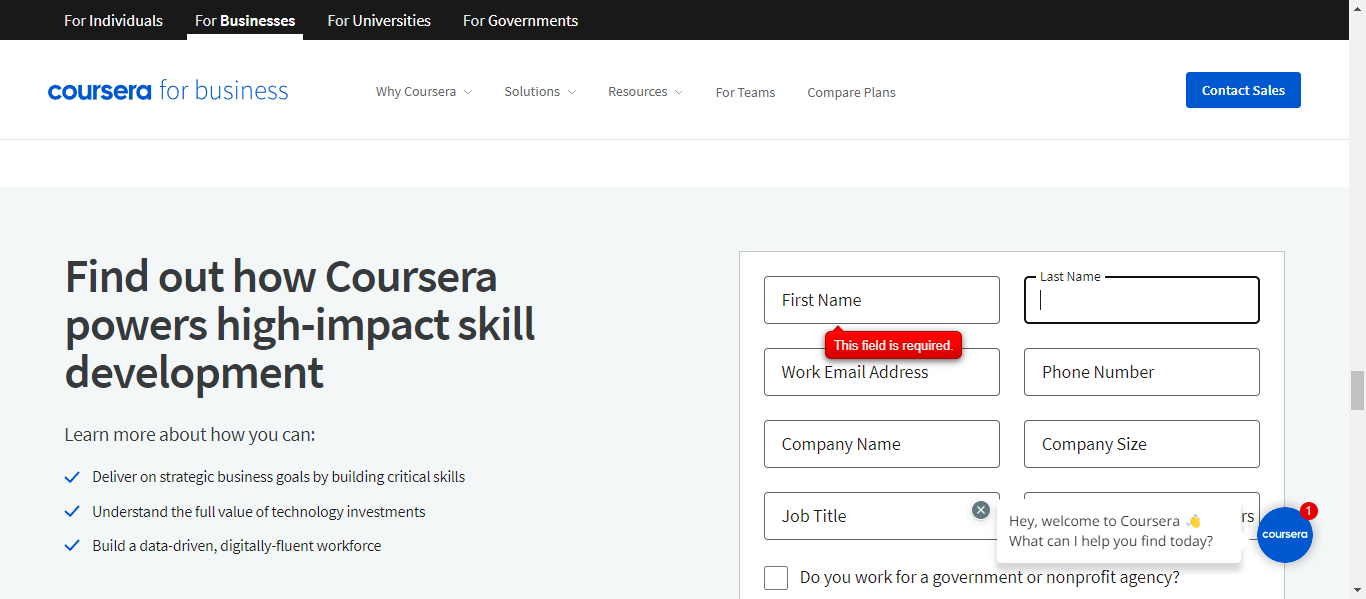 For Individuals For Businesses For Universities For Governments
coursera for business Why Coursera Solutions Resources For Teams Compare Plans Contact Sales
Find out how Coursera
powers high-impact skill
development
Learn more about how you can:
Deliver on strategic business goals by building critical skills
Understand the full value of technology investments
Build a data-driven, digitally-fluent workforce
First Name Last Name
This field is required.
Work Email Address Phone Number
Company Name Company Size
Job Title
Do you work for a government or nonprofit agency?
Hey, welcome to Coursera 👋
What can I help you find today?
coursera 1